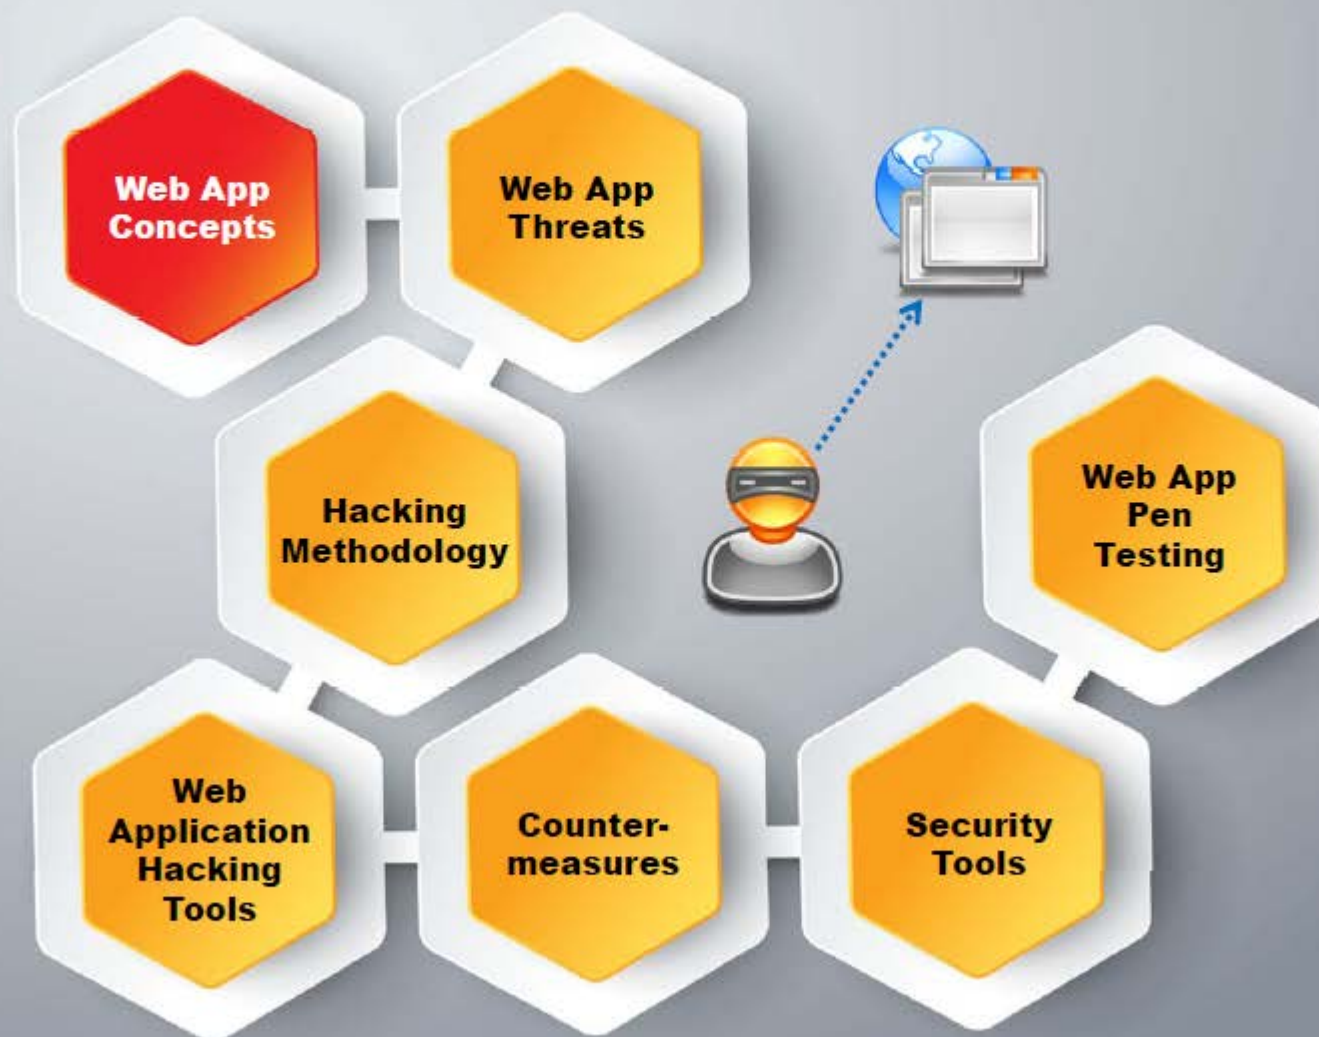 Web App
Concepts
Web App
Threats
Hacking
Methodology
Web App
Pen
Testing
Web
Application
Hacking
Tools
Counter-
measures
Security
Tools